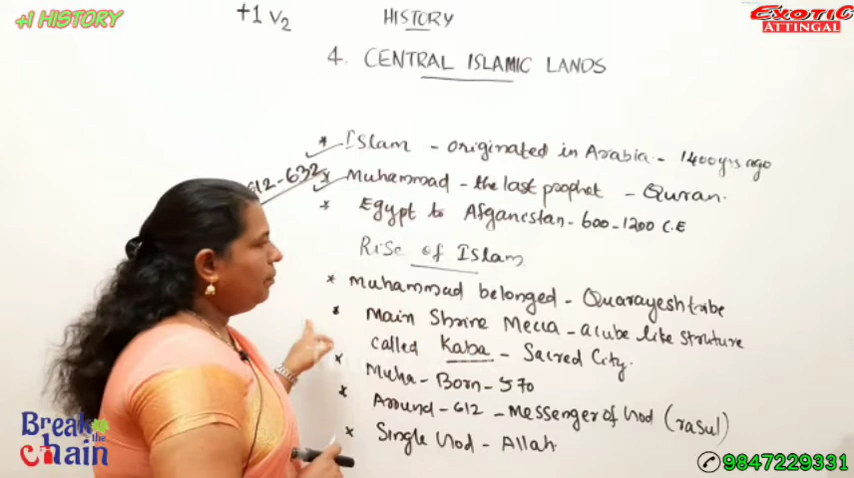 +1 HISTORY
+1 V2
HISTORY
EXOTIC
ATTINGAL
4. CENTRAL ISLAMIC LANDS
* Islam - originated in Arabia - 1400 yrs ago
612-632
* Muhammad - the last prophet - Quran.
* Egypt to Afganistan - 600-1200 C.E
Rise of Islam
* Muhammad belonged - Quarayesh tribe
* Main Shrine Mecca - a cube like struture
called Kaba - Sacred City.
* Muha - Born - 570
* Around - 612 - Messenger of God (rasul)
* Single God - Allah
Break
the
chain
9847229331